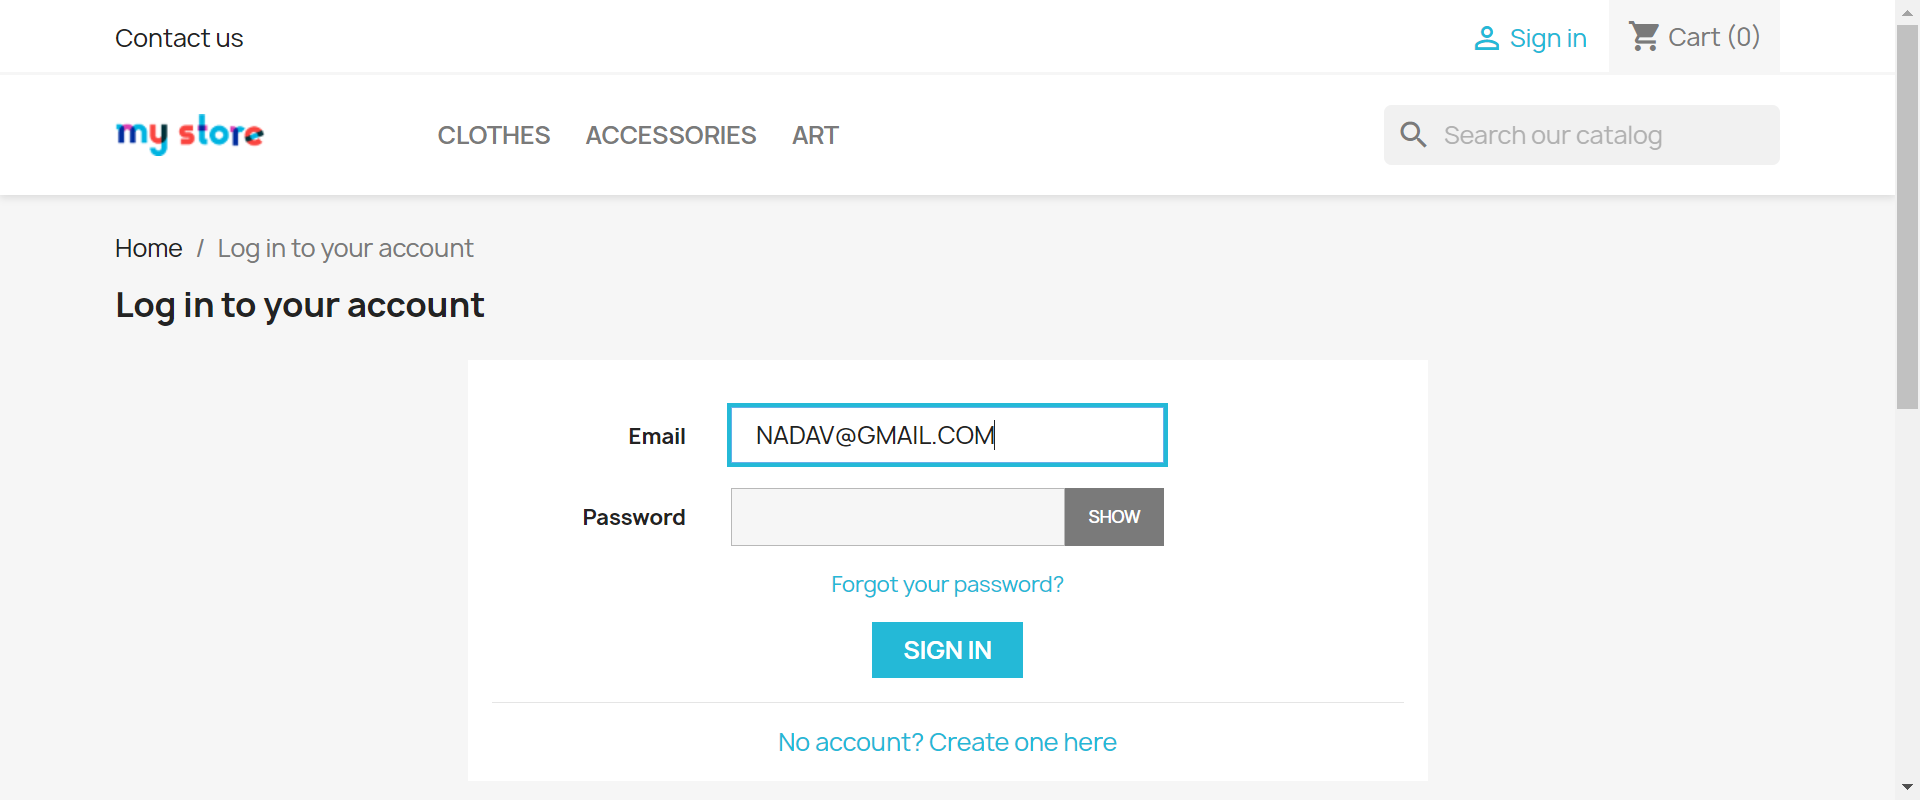 Contact us
Sign in
Cart (0)
my store
CLOTHES
ACCESSORIES
ART
Search our catalog
Home / Log in to your account
Log in to your account
Email
NADAV@GMAIL.COM
Password
SHOW
Forgot your password?
SIGN IN
No account? Create one here